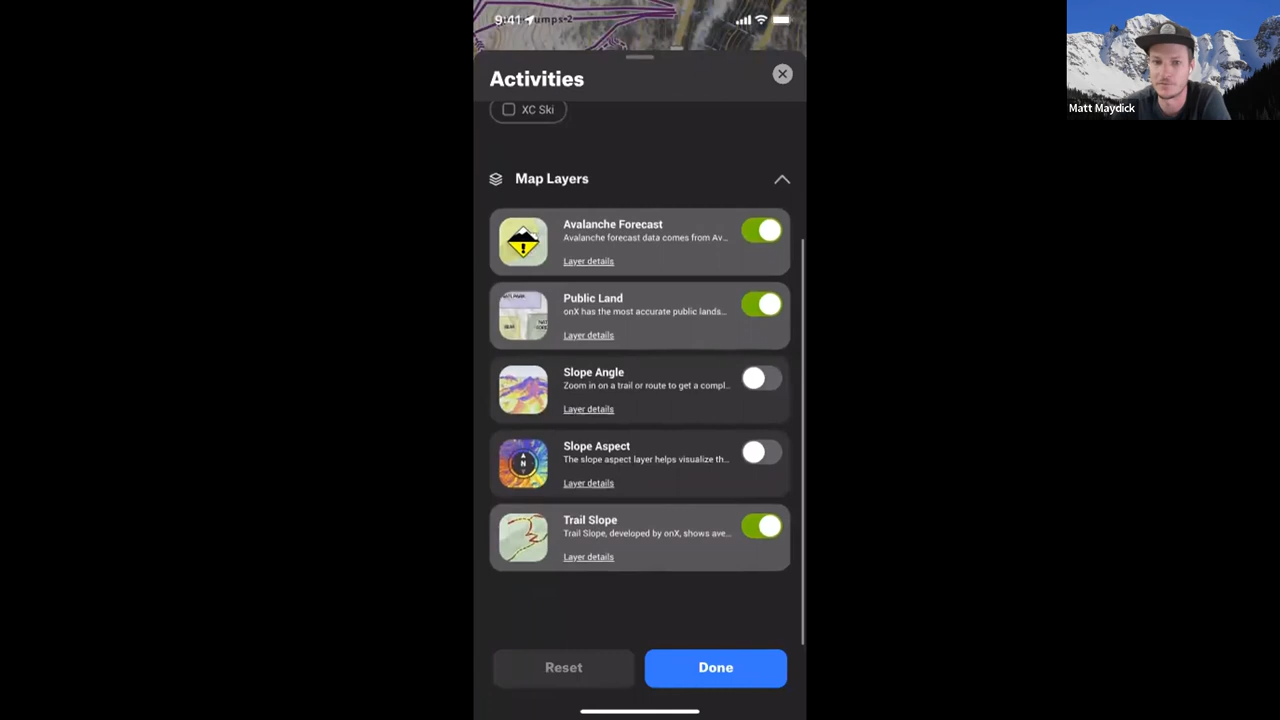 9:41
umps-2
Activities
XC Ski
Map Layers
Avalanche Forecast
Avalanche forecast data comes from Av...
Layer details
Public Land
onX has the most accurate public lands...
Layer details
Slope Angle
Zoom in on a trail or route to get a compl...
Layer details
Slope Aspect
The slope aspect layer helps visualize th...
Layer details
Trail Slope
Trail Slope, developed by onX, shows ave...
Layer details
Reset
Done
Matt Maydick